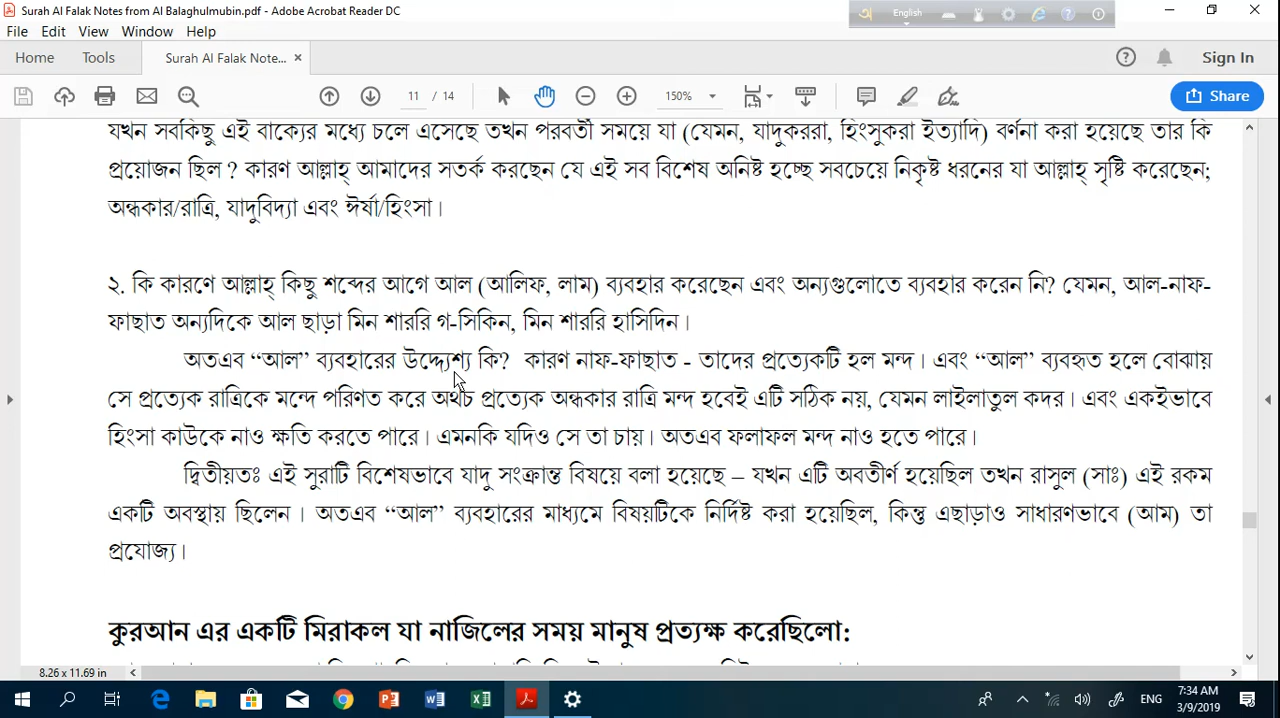 Surah Al Falak Notes from Al Balaghulmubin.pdf - Adobe Acrobat Reader DC
English
File Edit View Window Help
Home Tools Surah Al Falak Note... × Sign In
11 / 14 150% Share
যখন সবকিছু এই বাক্যের মধ্যে চলে এসেছে তখন পরবর্তী সময়ে যা (যেমন, যাদুকররা, হিংসুকরা ইত্যাদি) বর্ণনা করা হয়েছে তার কি
প্রয়োজন ছিল ? কারণ আল্লাহ্ আমাদের সতর্ক করছেন যে এই সব বিশেষ অনিষ্ট হচ্ছে সবচেয়ে নিকৃষ্ট ধরনের যা আল্লাহ্ সৃষ্টি করেছেন;
অন্ধকার/রাত্রি, যাদুবিদ্যা এবং ঈর্ষা/হিংসা।
২. কি কারণে আল্লাহ্ কিছু শব্দের আগে আল (আলিফ, লাম) ব্যবহার করেছেন এবং অন্যগুলোতে ব্যবহার করেন নি? যেমন, আল-নাফ-
ফাছাত অন্যদিকে আল ছাড়া মিন শাররি গ-সিকিন, মিন শাররি হাসিদিন।
অতএব “আল” ব্যবহারের উদ্দ্যেশ্য কি? কারণ নাফ-ফাছাত - তাদের প্রত্যেকটি হল মন্দ। এবং “আল” ব্যবহৃত হলে বোঝায়
সে প্রত্যেক রাত্রিকে মন্দে পরিণত করে অথচ প্রত্যেক অন্ধকার রাত্রি মন্দ হবেই এটি সঠিক নয়, যেমন লাইলাতুল কদর। এবং একইভাবে
হিংসা কাউকে নাও ক্ষতি করতে পারে। এমনকি যদিও সে তা চায়। অতএব ফলাফল মন্দ নাও হতে পারে।
দ্বিতীয়তঃ এই সুরাটি বিশেষভাবে যাদু সংক্রান্ত বিষয়ে বলা হয়েছে – যখন এটি অবতীর্ণ হয়েছিল তখন রাসুল (সাঃ) এই রকম
একটি অবস্থায় ছিলেন। অতএব “আল” ব্যবহারের মাধ্যমে বিষয়টিকে নির্দিষ্ট করা হয়েছিল, কিন্তু এছাড়াও সাধারণভাবে (আম) তা
প্রযোজ্য।
কুরআন এর একটি মিরাকল যা নাজিলের সময় মানুষ প্রত্যক্ষ করেছিলো:
8.26 x 11.69 in
ENG 7:34 AM
3/9/2019